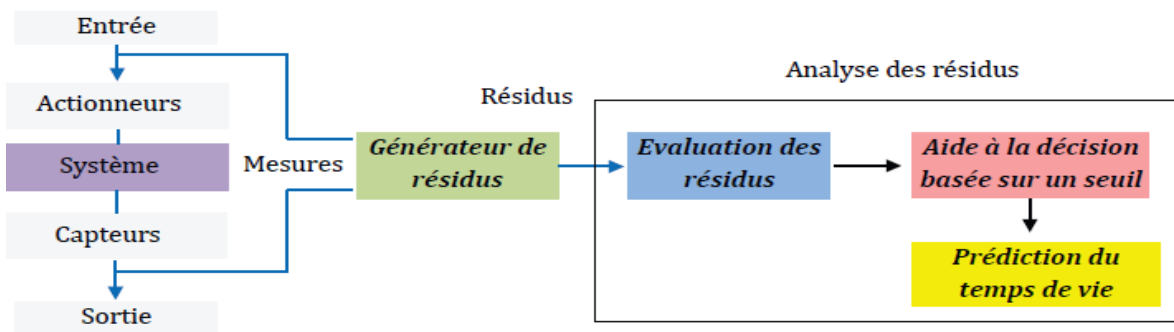 Entrée
Actionneurs
Système
Capteurs
Sortie
Mesures
Générateur de
résidus
Résidus
Analyse des résidus
Evaluation des
résidus
Aide à la décision
basée sur un seuil
Prédiction du
temps de vie